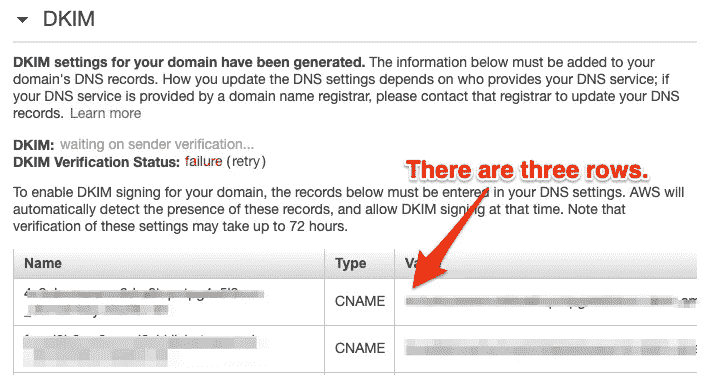 DKIM
DKIM settings for your domain have been generated. The information below must be added to your
domain's DNS records. How you update the DNS settings depends on who provides your DNS service; if
your DNS service is provided by a domain name registrar, please contact that registrar to update your DNS
records. Learn more
DKIM: waiting on sender verification...
DKIM Verification Status: failure (retry)
There are three rows.
To enable DKIM signing for your domain, the records below must be entered in your DNS settings. AWS will
automatically detect the presence of these records, and allow DKIM signing at that time. Note that
verification of these settings may take up to 72 hours.
Name Type
CNAME
CNAME